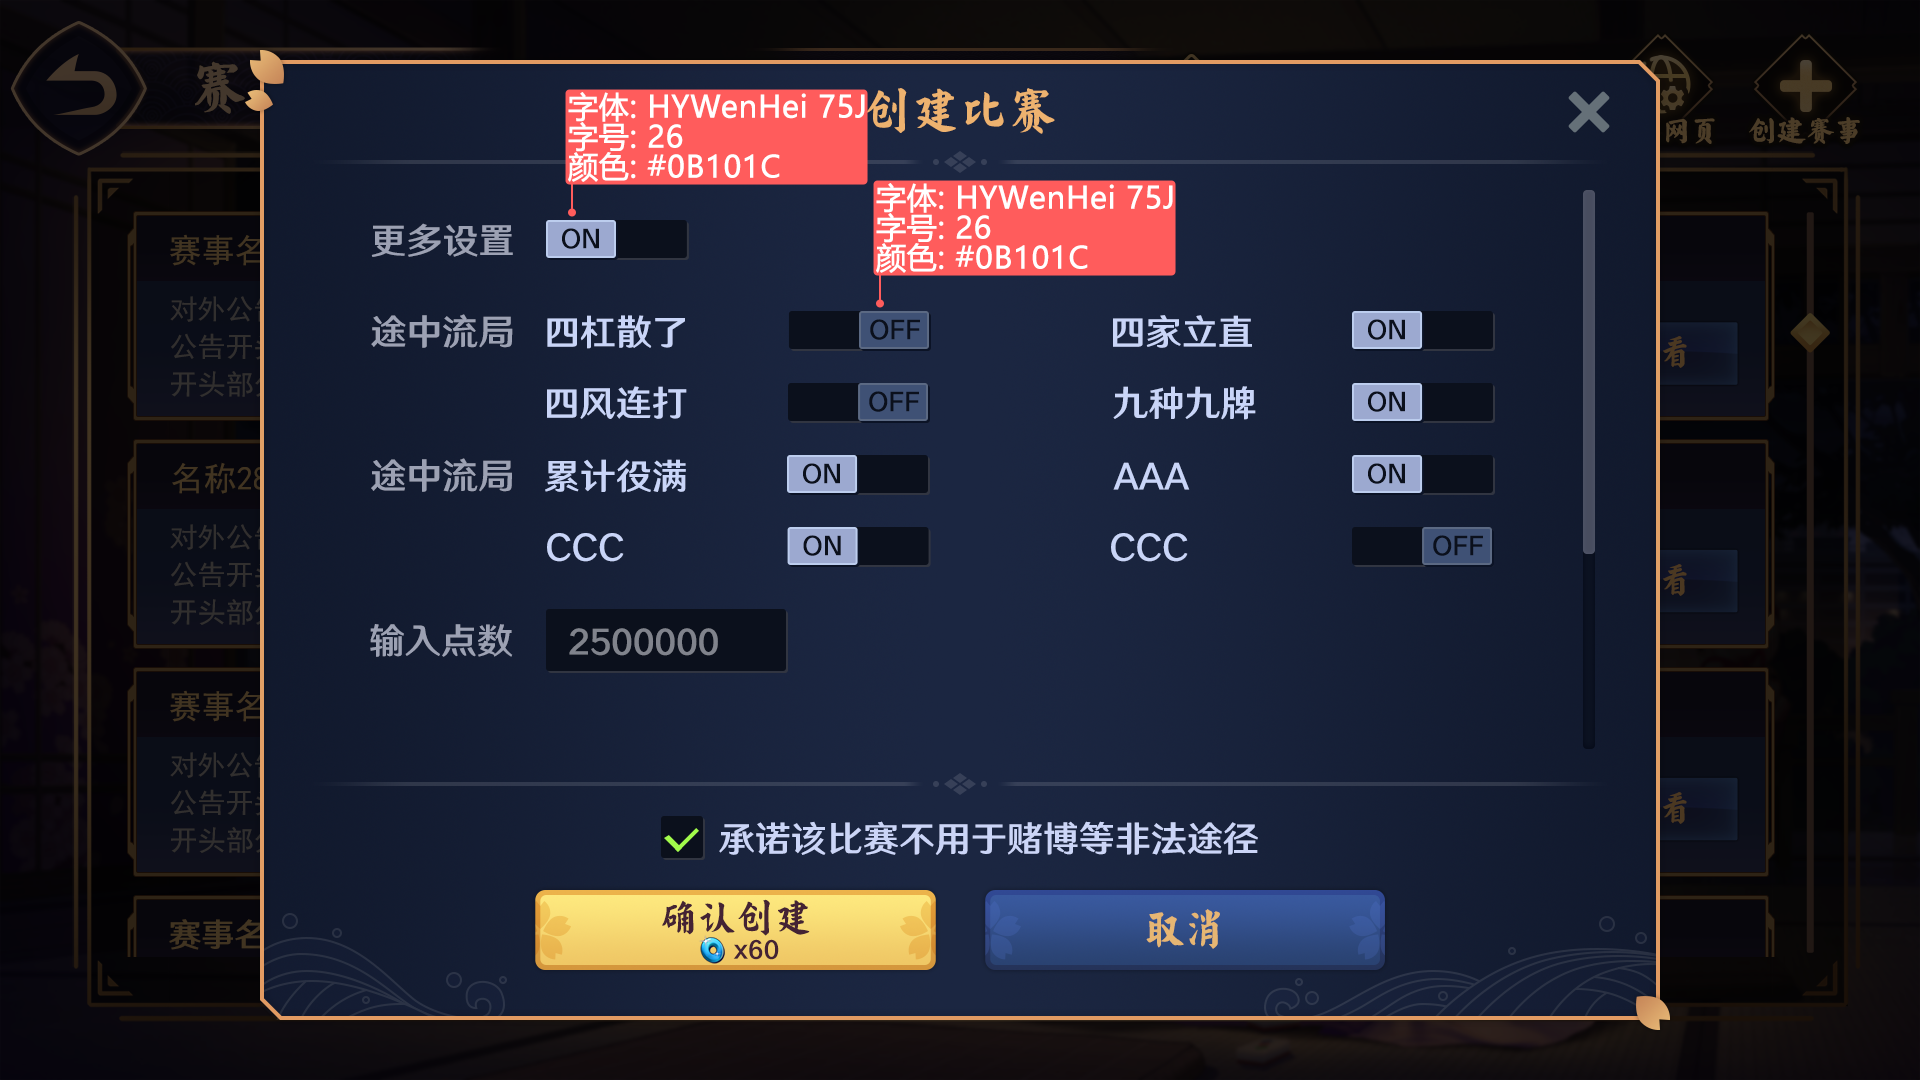 赛
创建比赛
网页
创建赛事
字体: HYWenHei 75J
字号: 26
颜色: #0B101C
字体: HYWenHei 75J
字号: 26
颜色: #0B101C
更多设置 ON
途中流局 四杠散了 OFF 四家立直 ON
四风连打 OFF 九种九牌 ON
途中流局 累计役满 ON AAA ON
CCC ON CCC OFF
输入点数 2500000
承诺该比赛不用于赌博等非法途径
确认创建
x60
取消
赛事名
对外公
公告开
开头部
看
名称28
对外公
公告开
开头部
看
赛事名
对外公
公告开
开头部
看
赛事名